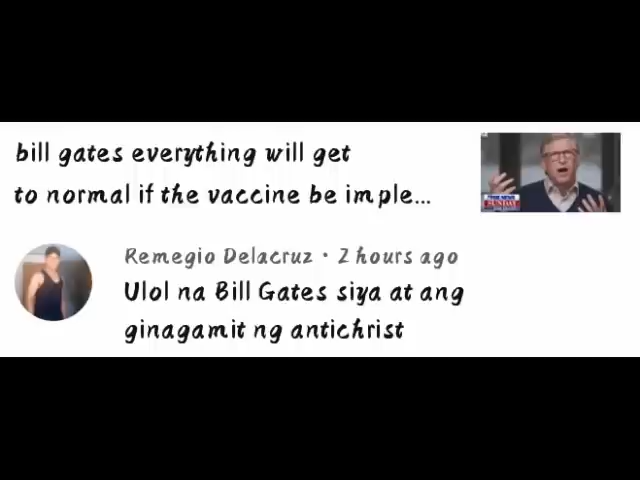 bill gates everything will get
to normal if the vaccine be imple...
SUNDAY
Remegio Delacruz • 2 hours ago
Ulol na Bill Gates siya at ang
ginagamit ng antichrist